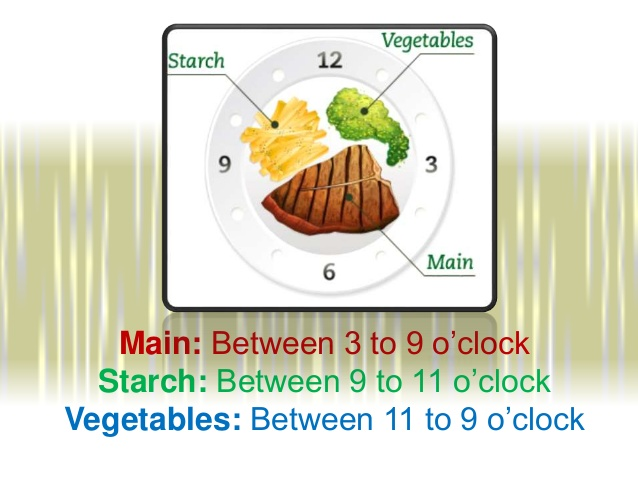 Vegetables
Starch
12
9
3
6
Main
Main: Between 3 to 9 o’clock
Starch: Between 9 to 11 o’clock
Vegetables: Between 11 to 9 o’clock